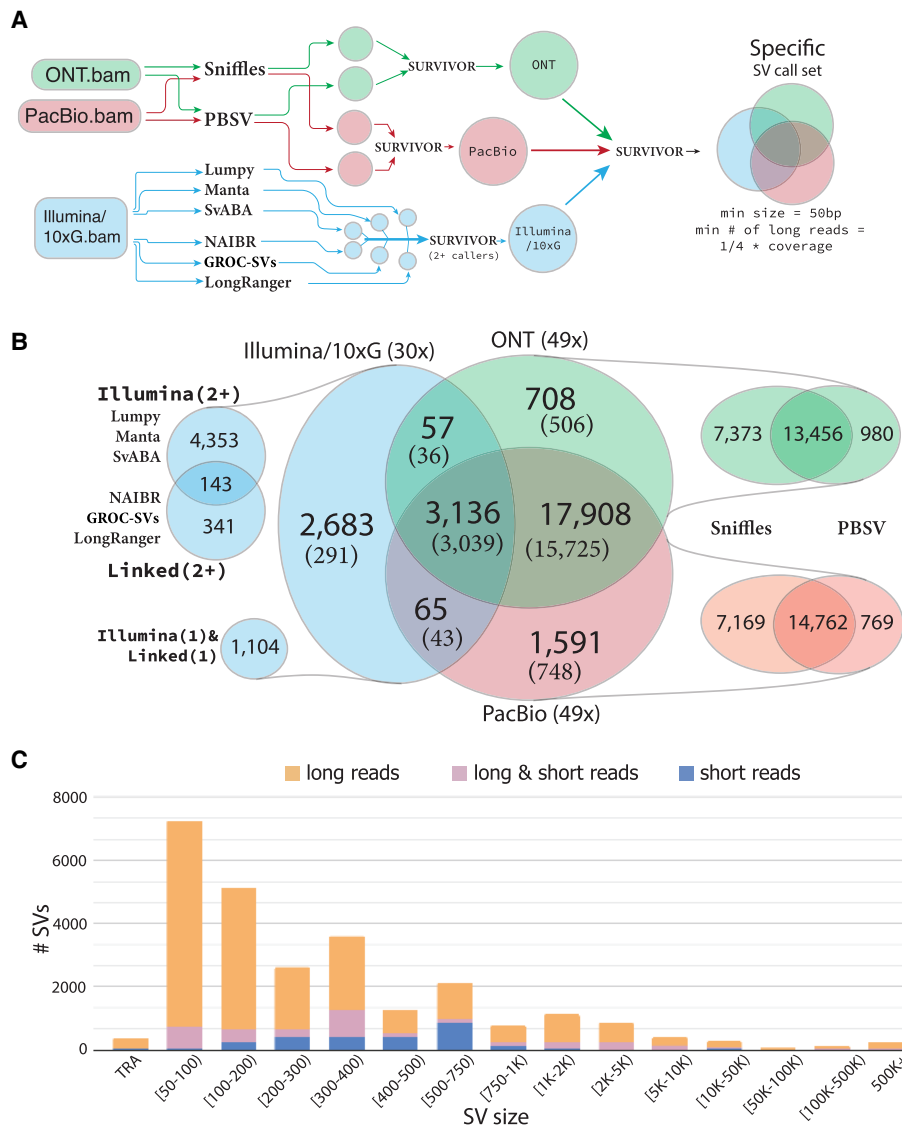 A
ONT.bam
PacBio.bam
Illumina/
10xG.bam
Sniffles
PBSV
Lumpy
Manta
SvABA
NAIBR
GROC-SVs
LongRanger
SURVIVOR
SURVIVOR
SURVIVOR
(2+ callers)
ONT
PacBio
Illumina
/10xG
SURVIVOR
Specific
SV call set
min size = 50bp
min # of long reads =
1/4 * coverage
B
Illumina/10xG (30x)
ONT (49x)
PacBio (49x)
Illumina(2+)
Lumpy
Manta
SvABA
NAIBR
GROC-SVs
LongRanger
Linked(2+)
4,353
143
341
Illumina(1)&
Linked(1)
1,104
2,683
(291)
57
(36)
708
(506)
3,136
(3,039)
17,908
(15,725)
65
(43)
1,591
(748)
7,373
13,456
980
Sniffles
PBSV
7,169
14,762
769
C
long reads
long & short reads
short reads
# SVs
8000
6000
4000
2000
0
TRA
[50-100)
[100-200)
[200-300)
[300-400)
[400-500)
[500-750)
[750-1K)
[1K-2K)
[2K-5K)
[5K-10K)
[10K-50K)
[50K-100K)
[100K-500K)
500K+
SV size